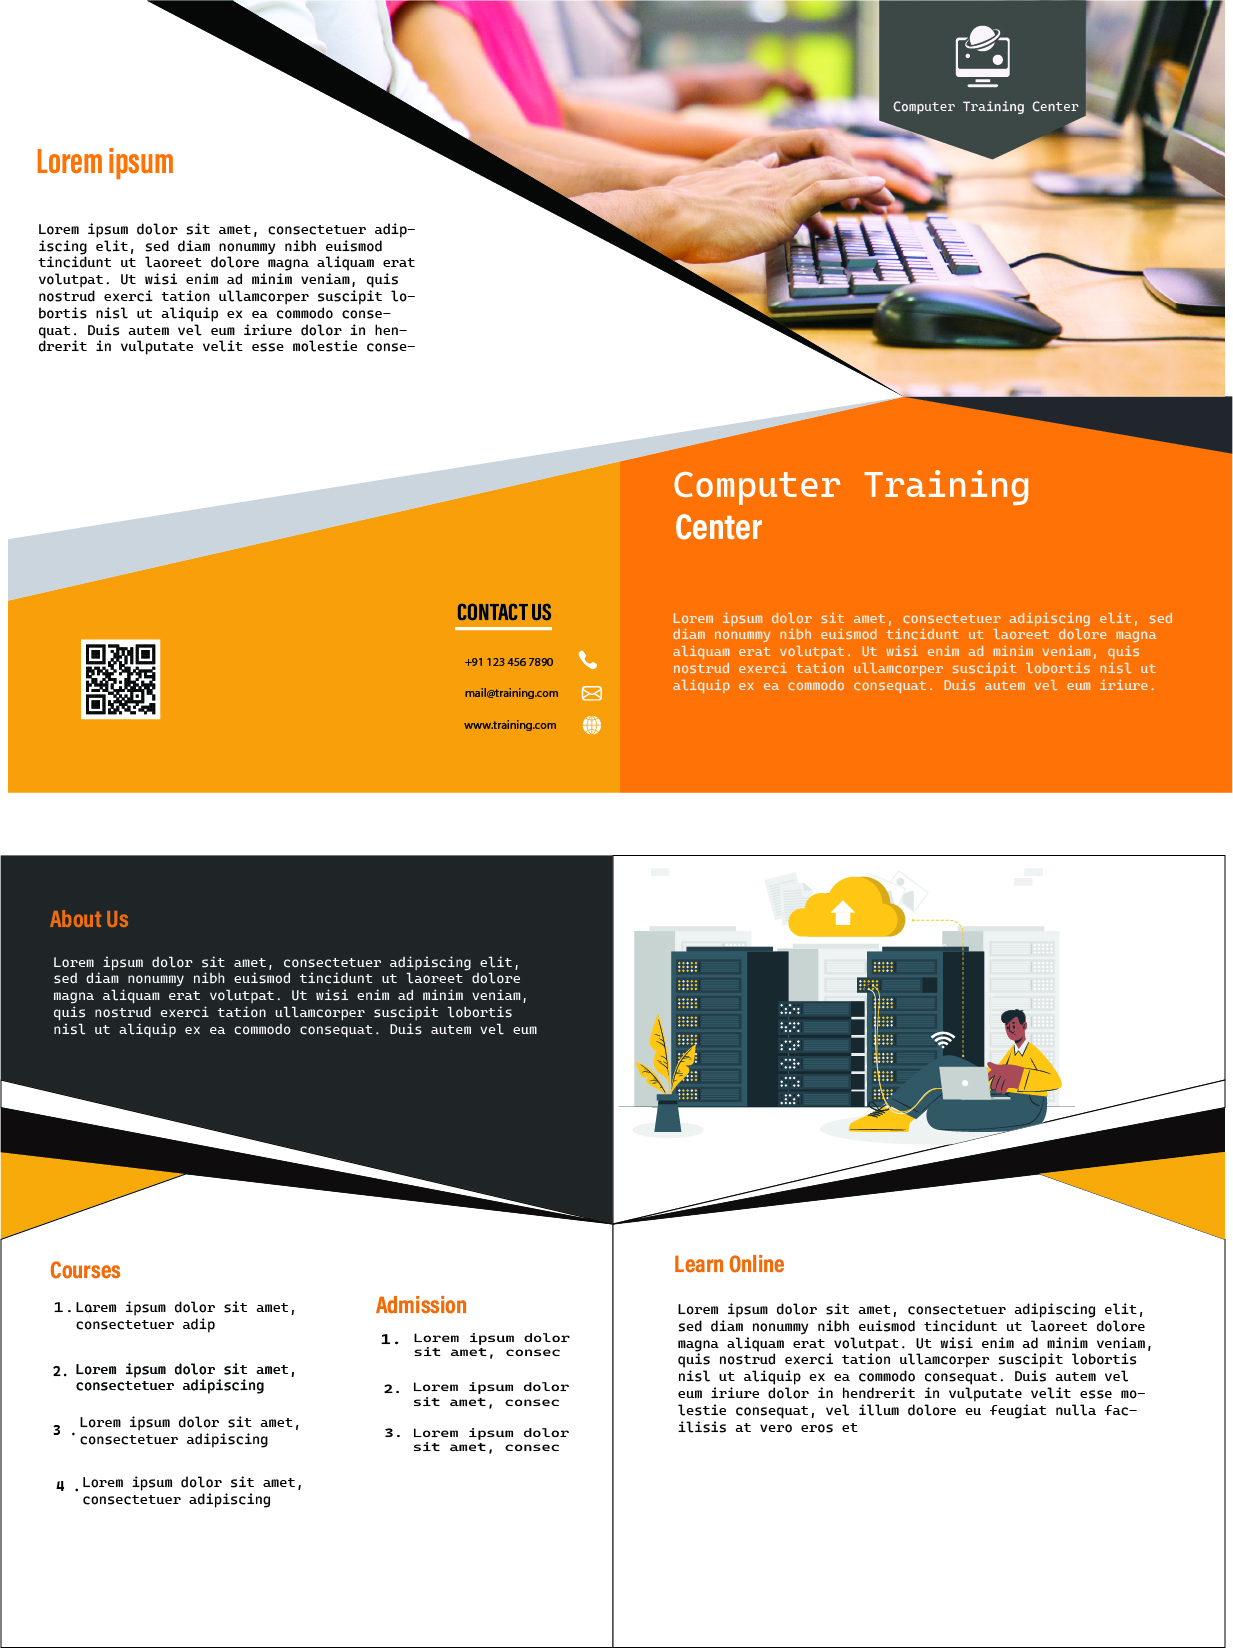 Computer Training Center
Lorem ipsum
Lorem ipsum dolor sit amet, consectetuer adip-
iscing elit, sed diam nonummy nibh euismod
tincidunt ut laoreet dolore magna aliquam erat
volutpat. Ut wisi enim ad minim veniam, quis
nostrud exerci tation ullamcorper suscipit lo-
bortis nisl ut aliquip ex ea commodo conse-
quat. Duis autem vel eum iriure dolor in hen-
drerit in vulputate velit esse molestie conse-
Computer Training
Center
Lorem ipsum dolor sit amet, consectetuer adipiscing elit, sed
diam nonummy nibh euismod tincidunt ut laoreet dolore magna
aliquam erat volutpat. Ut wisi enim ad minim veniam, quis
nostrud exerci tation ullamcorper suscipit lobortis nisl ut
aliquip ex ea commodo consequat. Duis autem vel eum iriure.
CONTACT US
+91 123 456 7890
mail@training.com
www.training.com
About Us
Lorem ipsum dolor sit amet, consectetuer adipiscing elit,
sed diam nonummy nibh euismod tincidunt ut laoreet dolore
magna aliquam erat volutpat. Ut wisi enim ad minim veniam,
quis nostrud exerci tation ullamcorper suscipit lobortis
nisl ut aliquip ex ea commodo consequat. Duis autem vel eum
Courses
1. Lorem ipsum dolor sit amet,
consectetuer adip
2. Lorem ipsum dolor sit amet,
consectetuer adipiscing
3 . Lorem ipsum dolor sit amet,
consectetuer adipiscing
4 . Lorem ipsum dolor sit amet,
consectetuer adipiscing
Admission
1. Lorem ipsum dolor
sit amet, consec
2. Lorem ipsum dolor
sit amet, consec
3. Lorem ipsum dolor
sit amet, consec
Learn Online
Lorem ipsum dolor sit amet, consectetuer adipiscing elit,
sed diam nonummy nibh euismod tincidunt ut laoreet dolore
magna aliquam erat volutpat. Ut wisi enim ad minim veniam,
quis nostrud exerci tation ullamcorper suscipit lobortis
nisl ut aliquip ex ea commodo consequat. Duis autem vel
eum iriure dolor in hendrerit in vulputate velit esse mo-
lestie consequat, vel illum dolore eu feugiat nulla fac-
ilisis at vero eros et